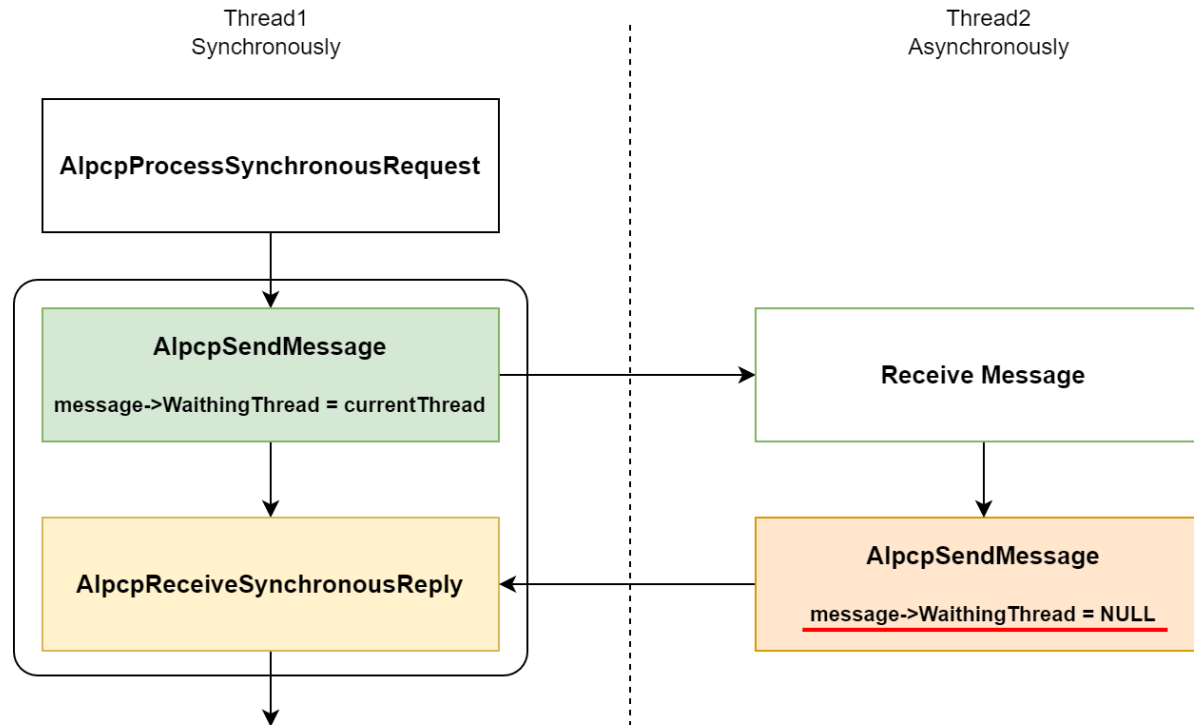 Thread1
Synchronously
Thread2
Asynchronously
AlpcpProcessSynchronousRequest
AlpcpSendMessage
message->WaithingThread = currentThread
Receive Message
AlpcpReceiveSynchronousReply
AlpcpSendMessage
message->WaithingThread = NULL